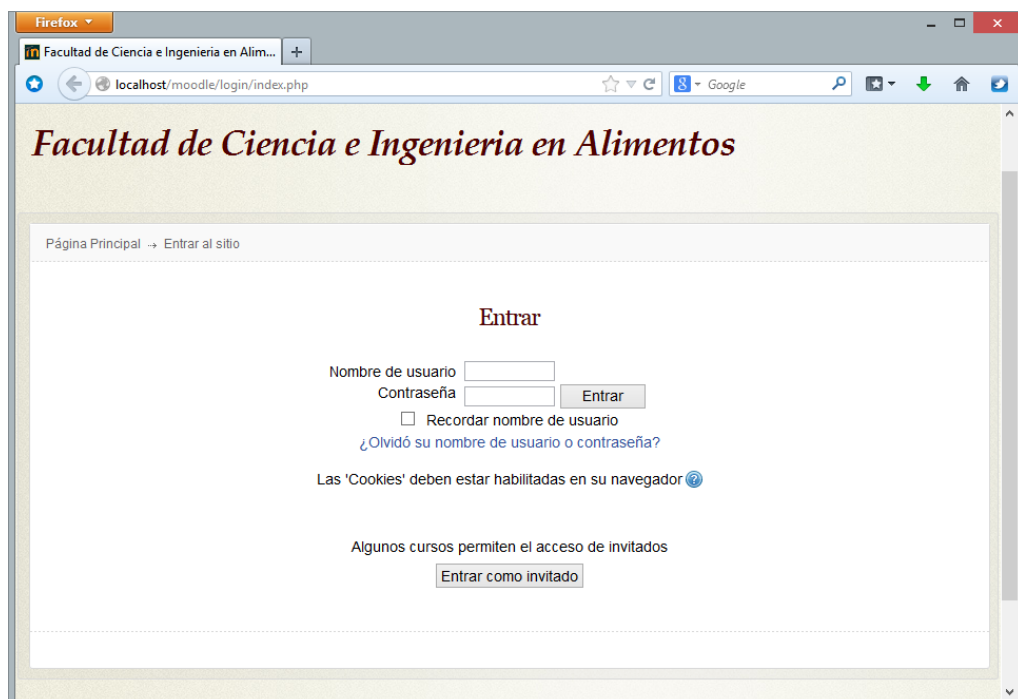 Firefox
Facultad de Ciencia e Ingenieria en Alim...
localhost/moodle/login/index.php
Google
Facultad de Ciencia e Ingenieria en Alimentos
Página Principal → Entrar al sitio
Entrar
Nombre de usuario
Contraseña Entrar
Recordar nombre de usuario
¿Olvidó su nombre de usuario o contraseña?
Las 'Cookies' deben estar habilitadas en su navegador
Algunos cursos permiten el acceso de invitados
Entrar como invitado